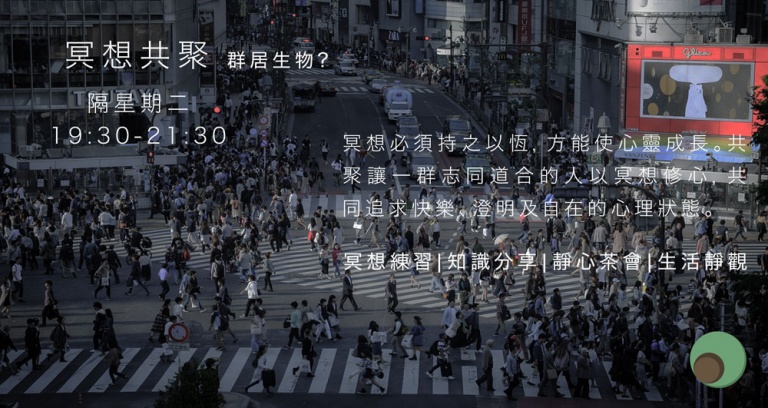 冥想共聚 群居生物？
隔星期二
19:30-21:30
冥想必須持之以恆，方能使心靈成長。共
聚讓一群志同道合的人以冥想修心，共
同追求快樂，澄明及自在的心理狀態。
冥想練習|知識分享|靜心茶會|生活靜觀
Glico